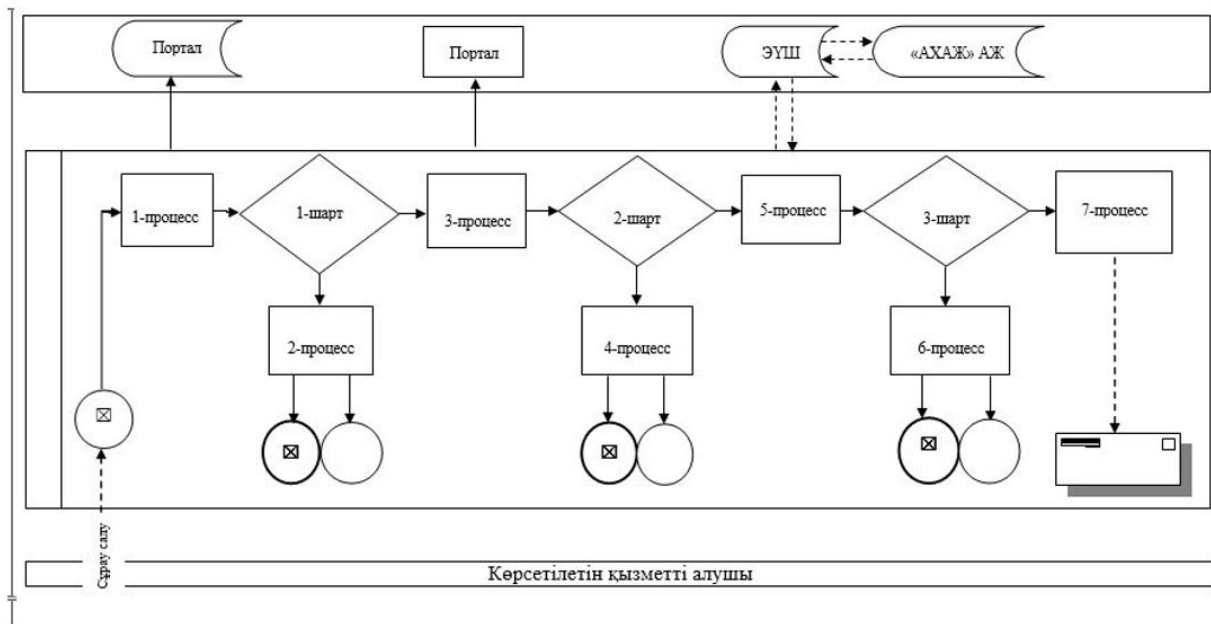 Портал
Портал
ЭҮШ
«АХАЖ» АЖ
1-процесс
1-шарт
3-процесс
2-шарт
5-процесс
3-шарт
7-процесс
2-процесс
4-процесс
6-процесс
Сұрау салу
Көрсетілетін қызметті алушы